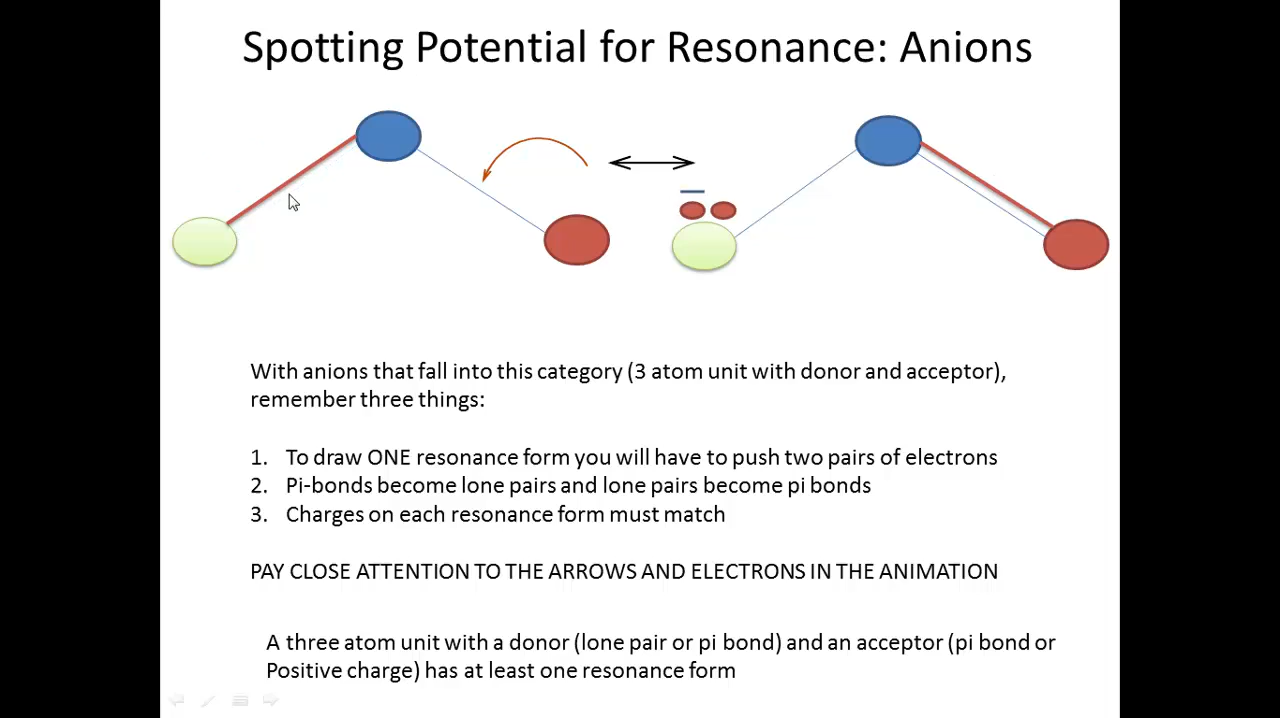 Spotting Potential for Resonance: Anions
With anions that fall into this category (3 atom unit with donor and acceptor),
remember three things:
1. To draw ONE resonance form you will have to push two pairs of electrons
2. Pi-bonds become lone pairs and lone pairs become pi bonds
3. Charges on each resonance form must match
PAY CLOSE ATTENTION TO THE ARROWS AND ELECTRONS IN THE ANIMATION
A three atom unit with a donor (lone pair or pi bond) and an acceptor (pi bond or
Positive charge) has at least one resonance form